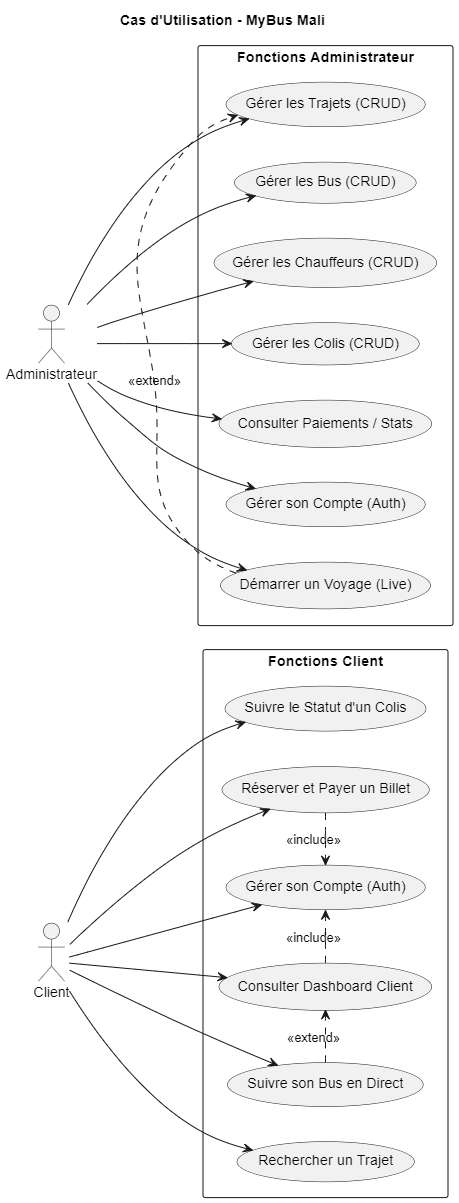 Cas d'Utilisation - MyBus Mali
Fonctions Administrateur
Gérer les Trajets (CRUD)
Gérer les Bus (CRUD)
Gérer les Chauffeurs (CRUD)
Gérer les Colis (CRUD)
Administrateur
«extend»
Consulter Paiements / Stats
Gérer son Compte (Auth)
Démarrer un Voyage (Live)
Fonctions Client
Suivre le Statut d'un Colis
Réserver et Payer un Billet
«include»
Gérer son Compte (Auth)
«include»
Client
Consulter Dashboard Client
«extend»
Suivre son Bus en Direct
Rechercher un Trajet